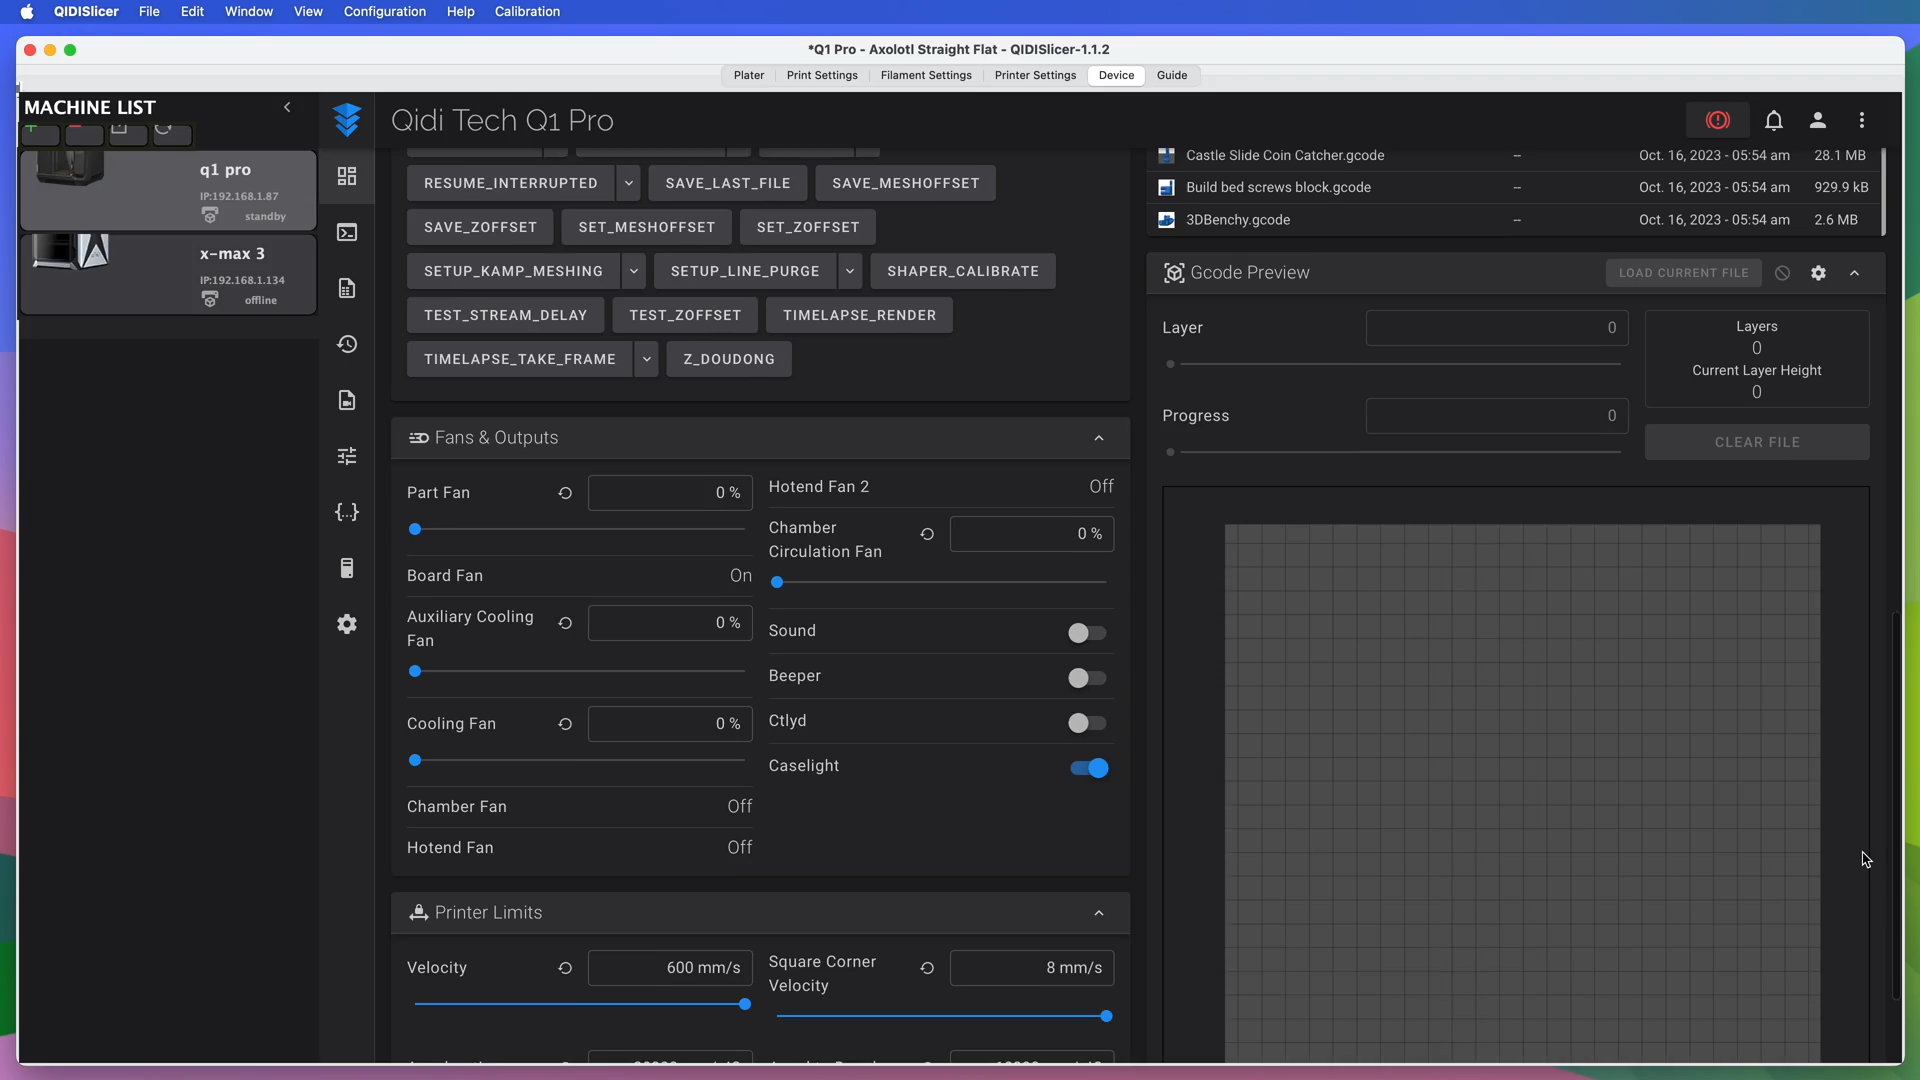 QIDISlicer File Edit Window View Configuration Help Calibration
*Q1 Pro - Axolotl Straight Flat - QIDISlicer-1.1.2
Plater Print Settings Filament Settings Printer Settings Device Guide
MACHINE LIST
q1 pro
IP:192.168.1.87
standby
x-max 3
IP:192.168.1.134
offline
Qidi Tech Q1 Pro
RESUME_INTERRUPTED SAVE_LAST_FILE SAVE_MESHOFFSET
SAVE_ZOFFSET SET_MESHOFFSET SET_ZOFFSET
SETUP_KAMP_MESHING SETUP_LINE_PURGE SHAPER_CALIBRATE
TEST_STREAM_DELAY TEST_ZOFFSET TIMELAPSE_RENDER
TIMELAPSE_TAKE_FRAME Z_DOUDONG
Fans & Outputs
Part Fan 0 %
Board Fan On
Auxiliary Cooling
Fan
0 %
Cooling Fan 0 %
Chamber Fan Off
Hotend Fan Off
Hotend Fan 2 Off
Chamber
Circulation Fan
0 %
Sound
Beeper
Ctlyd
Caselight
Printer Limits
Velocity 600 mm/s
Square Corner
Velocity
8 mm/s
Castle Slide Coin Catcher.gcode -- Oct. 16, 2023 - 05:54 am 28.1 MB
Build bed screws block.gcode -- Oct. 16, 2023 - 05:54 am 929.9 kB
3DBenchy.gcode -- Oct. 16, 2023 - 05:54 am 2.6 MB
Gcode Preview LOAD CURRENT FILE
Layer 0
Progress 0
Layers
0
Current Layer Height
0
CLEAR FILE